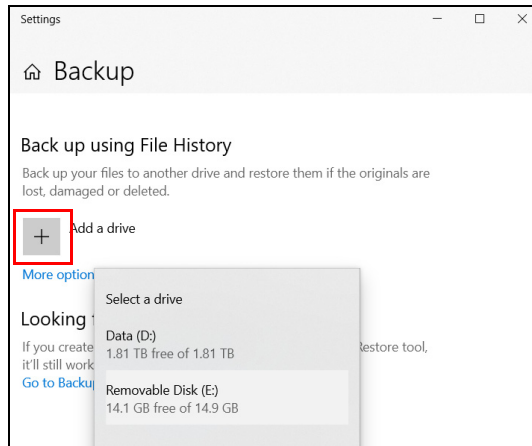 Settings
Backup
Back up using File History
Back up your files to another drive and restore them if the originals are
lost, damaged or deleted.
Add a drive
More option
Select a drive
Looking
Data (D:)
1.81 TB free of 1.81 TB
If you create
Restore tool,
it'll still work
Go to Backu
Removable Disk (E:)
14.1 GB free of 14.9 GB